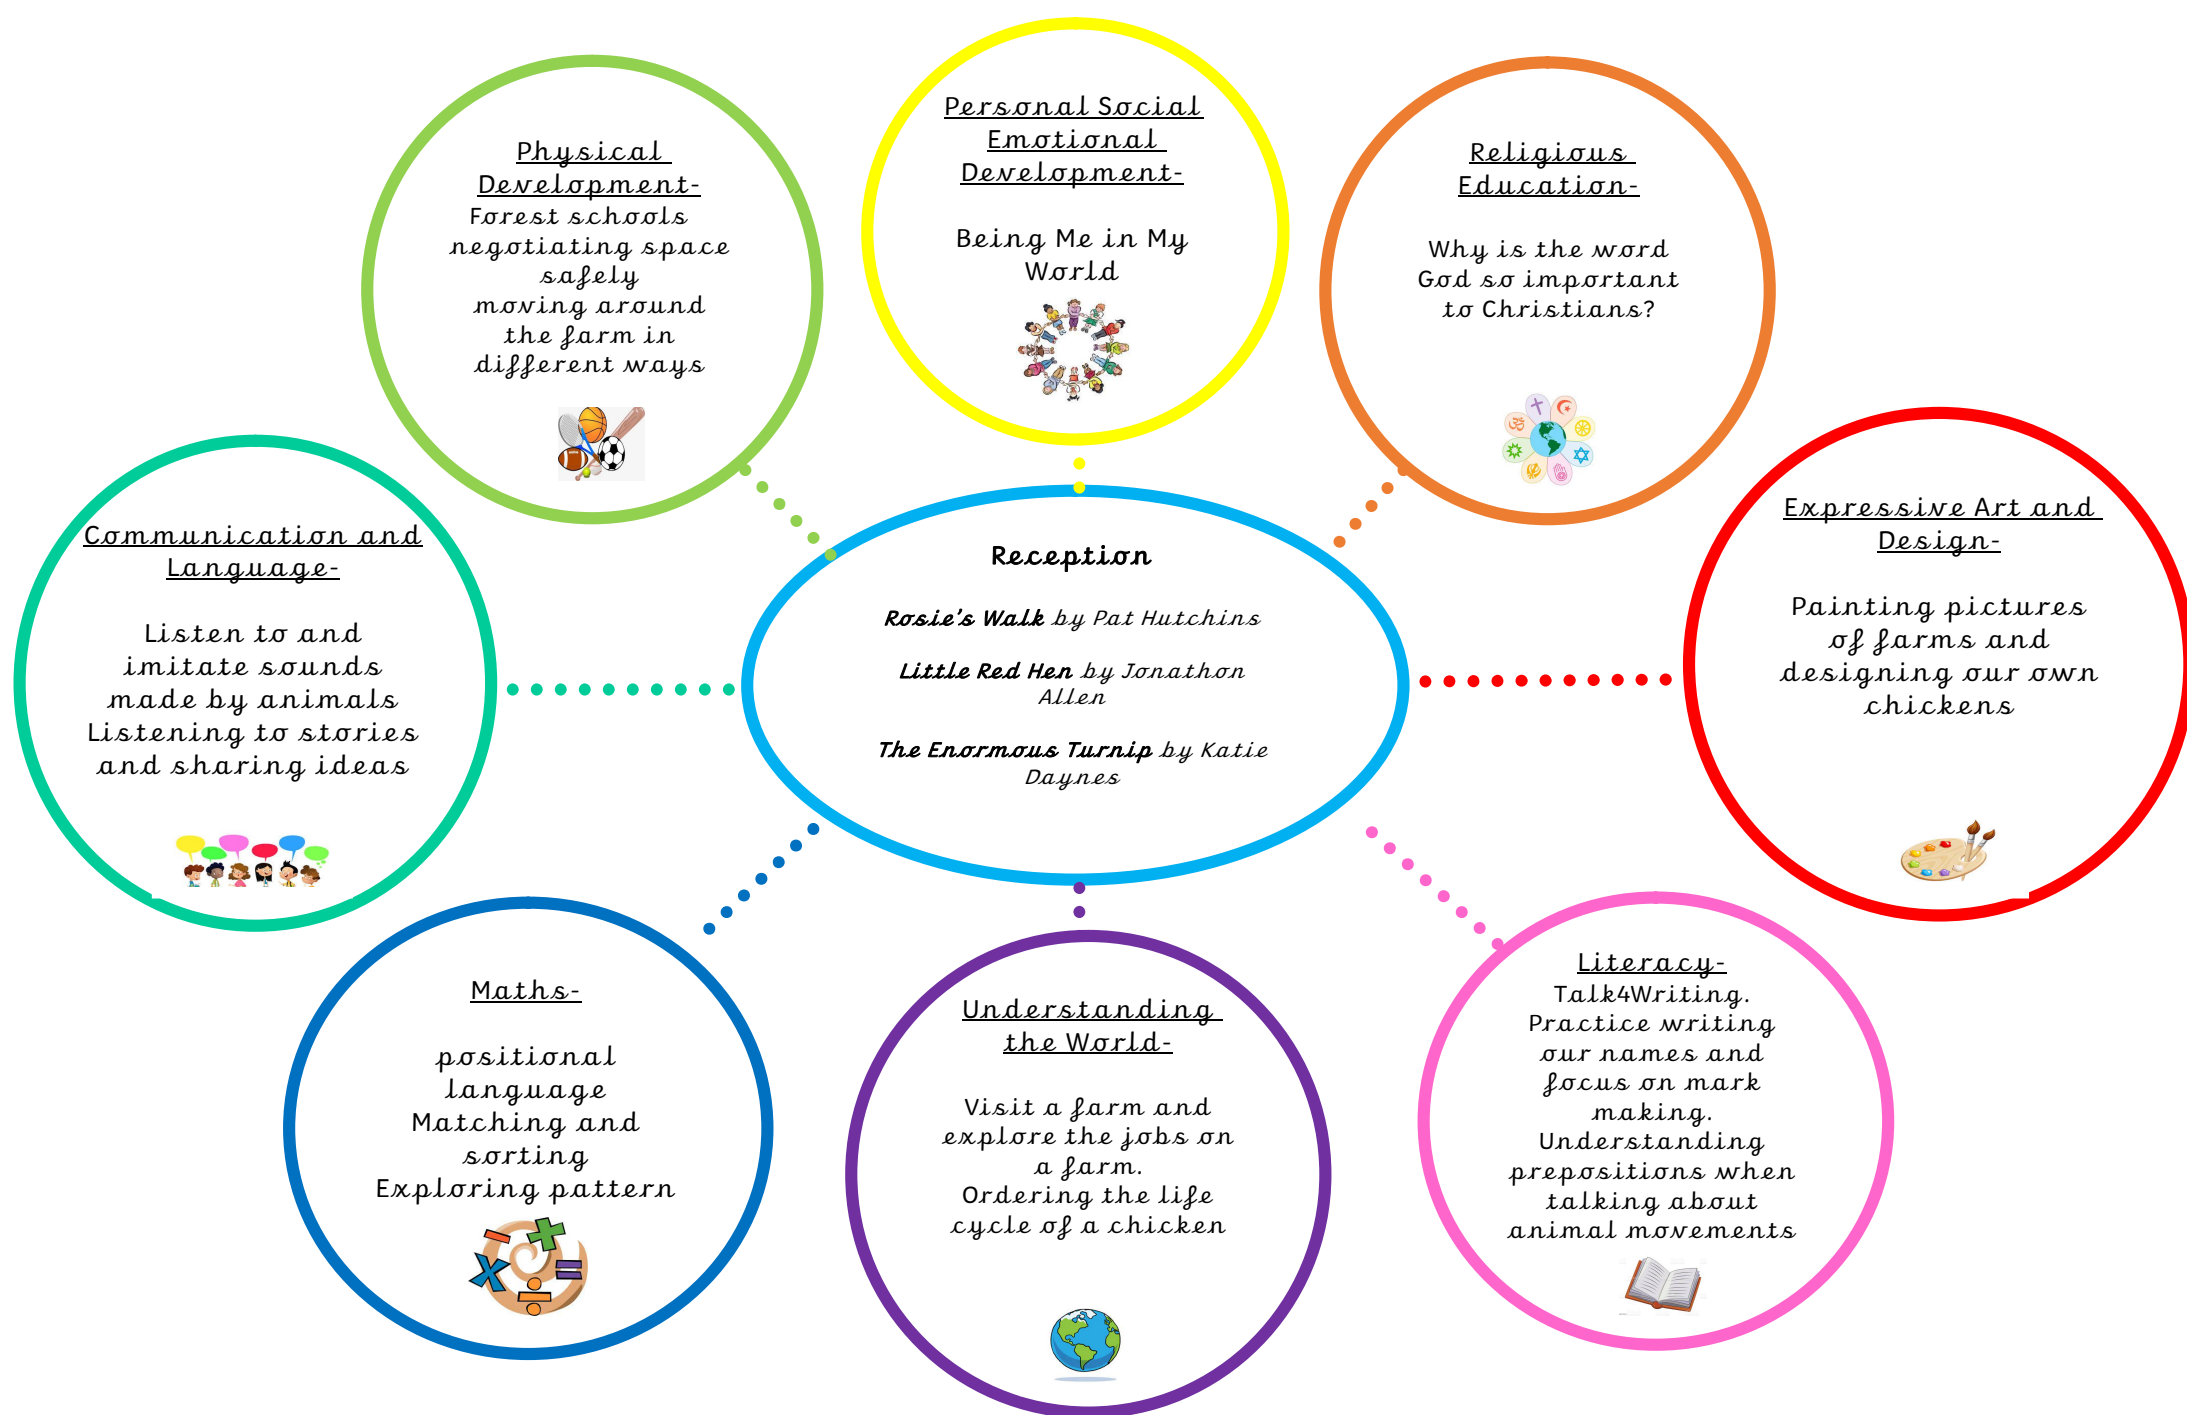 Physical
Development-
Forest schools
negotiating space
safely
moving around
the farm in
different ways
Personal Social
Emotional
Development-
Being Me in My
World
Religious
Education-
Why is the word
God so important
to Christians?
Communication and
Language-
Listen to and
imitate sounds
made by animals
Listening to stories
and sharing ideas
Reception
Rosie's Walk by Pat Hutchins
Little Red Hen by Jonathon
Allen
The Enormous Turnip by Katie
Daynes
Expressive Art and
Design-
Painting pictures
of farms and
designing our own
chickens
Maths-
positional
language
Matching and
sorting
Exploring pattern
Understanding
the World-
Visit a farm and
explore the jobs on
a farm.
Ordering the life
cycle of a chicken
Literacy-
Talk4Writing.
Practice writing
our names and
focus on mark
making.
Understanding
prepositions when
talking about
animal movements